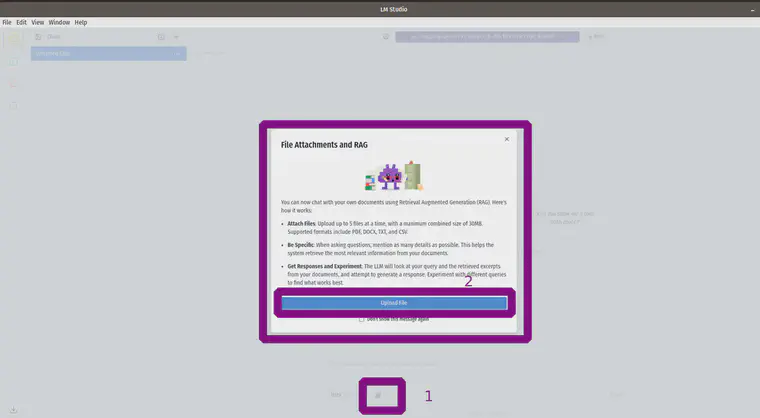 LM Studio
File Edit View Window Help
File Attachments and RAG
You can now chat with your own documents using Retrieval Augmented Generation (RAG). Here's
how it works:
• Attach Files: Upload up to 5 files at a time, with a maximum combined size of 30MB.
Supported formats include PDF, DOCX, TXT, and CSV.
• Be Specific: When asking questions, mention as many details as possible. This helps the
system retrieve the most relevant information from your documents.
• Get Responses and Experiment: The LLM will look at your query and the retrieved excerpts
from your documents, and attempt to generate a response. Experiment with different queries
to find what works best.
2
Upload File
Don't show this message again
1